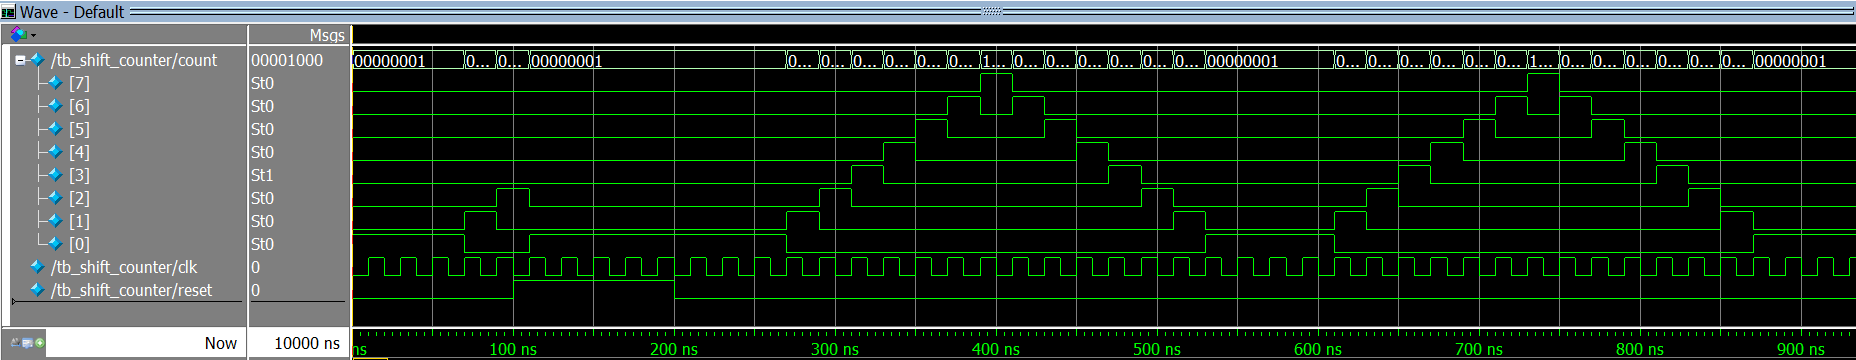 Wave - Default
Msgs
/tb_shift_counter/count 00001000 00000001 0... 0... 00000001 0... 0... 0... 0... 0... 0... 1... 0... 0... 0... 0... 0... 0... 00000001 0... 0... 0... 0... 0... 0... 1... 0... 0... 0... 0... 0... 0... 00000001
[7] St0
[6] St0
[5] St0
[4] St0
[3] St1
[2] St0
[1] St0
[0] St0
/tb_shift_counter/clk 0
/tb_shift_counter/reset 0
Now 10000 ns ns 100 ns 200 ns 300 ns 400 ns 500 ns 600 ns 700 ns 800 ns 900 ns